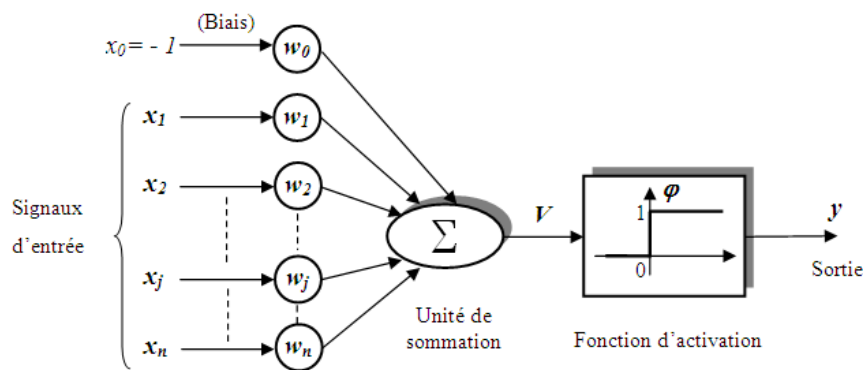 (Biais)
x0 = - 1
w0
x1
w1
x2
w2
Signaux
d'entrée
xj
wj
xn
wn
Σ
Unité de
sommation
V
φ
1
0
Fonction d'activation
y
Sortie